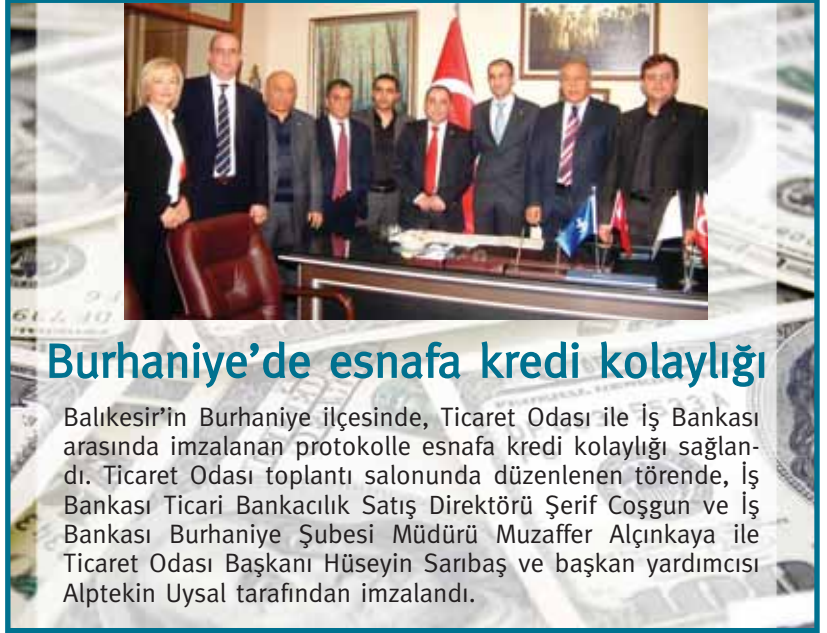 Burhaniye’de esnafa kredi kolaylığı
Balıkesir’in Burhaniye ilçesinde, Ticaret Odası ile İş Bankası
arasında imzalanan protokolle esnafa kredi kolaylığı sağlan-
dı. Ticaret Odası toplantı salonunda düzenlenen törende, İş
Bankası Ticari Bankacılık Satış Direktörü Şerif Coşgun ve İş
Bankası Burhaniye Şubesi Müdürü Muzaffer Alçınkaya ile
Ticaret Odası Başkanı Hüseyin Sarıbaş ve başkan yardımcısı
Alptekin Uysal tarafından imzalandı.